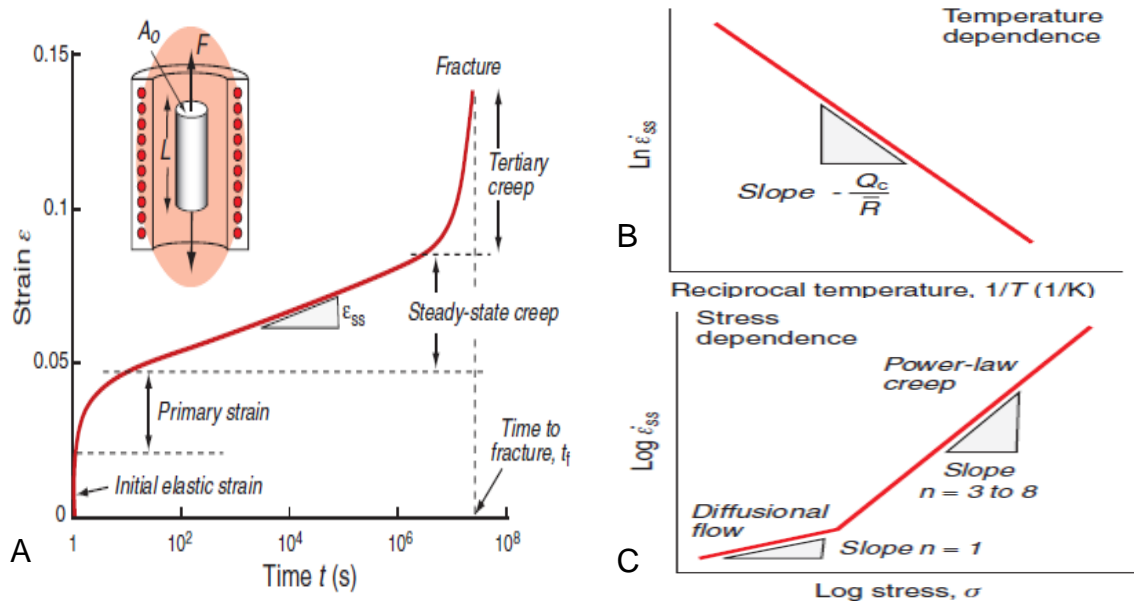 0.15
0.1
0.05
0
Strain ε
A₀
F
L
Fracture
Tertiary
creep
Steady-state creep
ε̇ss
Primary strain
Initial elastic strain
Time to
fracture, tf
1
10²
10⁴
10⁶
10⁸
Time t (s)
A
Temperature
dependence
Ln ε̇ss
Slope - Qc
R̅
B
Reciprocal temperature, 1/T (1/K)
Stress
dependence
Power-law
creep
Log ε̇ss
Slope
n = 3 to 8
Diffusional
flow
Slope n = 1
C
Log stress, σ